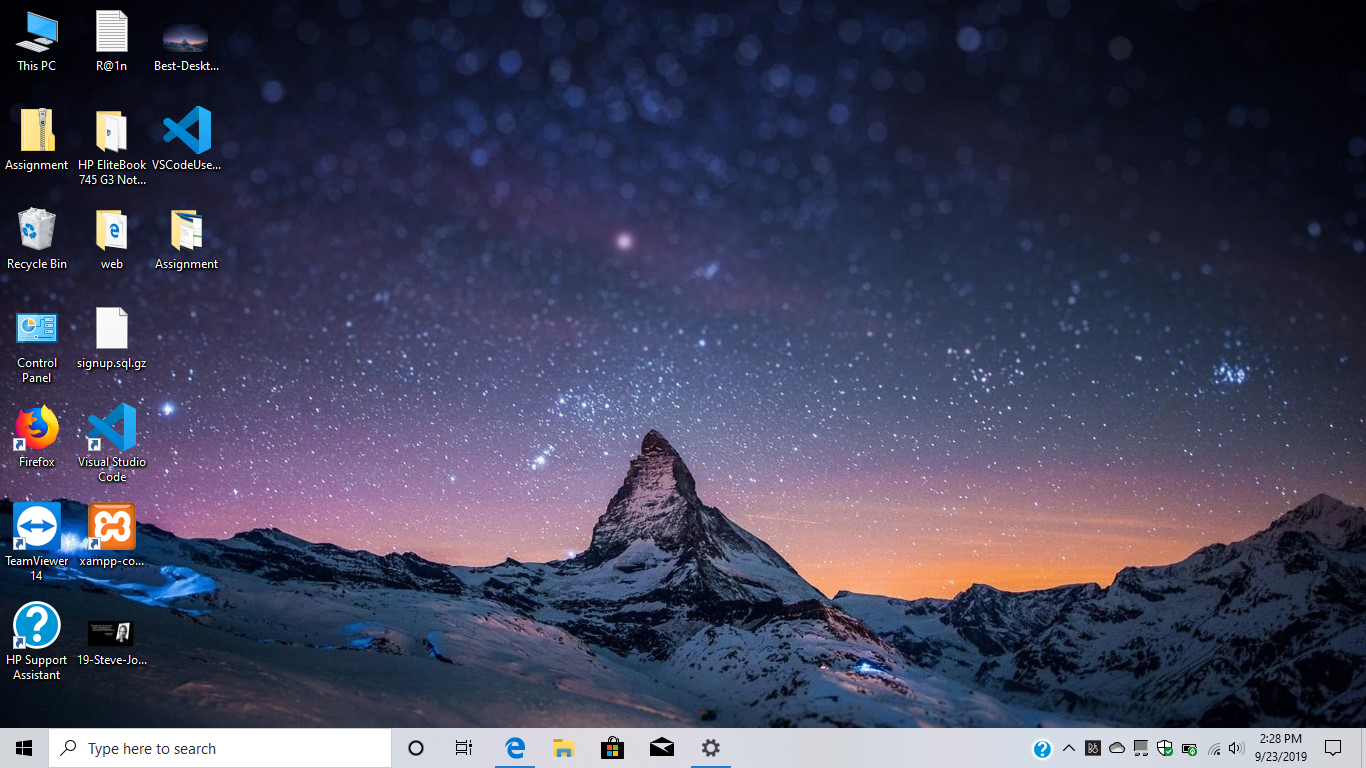 This PC
R@1n
Best-Deskt...
Assignment
HP EliteBook
745 G3 Not...
VSCodeUse...
Recycle Bin
web
Assignment
Control
Panel
signup.sql.gz
Firefox
Visual Studio
Code
TeamViewer
14
xampp-co...
HP Support
Assistant
19-Steve-Jo...
Type here to search
2:28 PM
9/23/2019